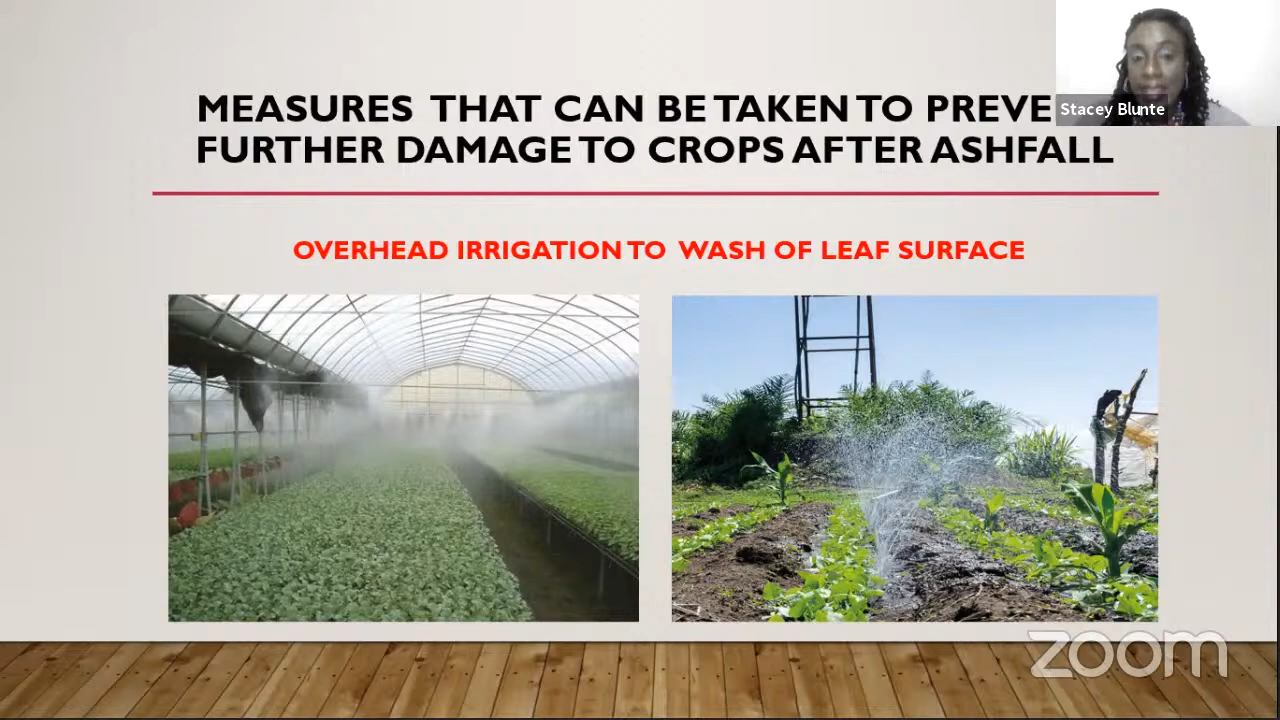 MEASURES THAT CAN BE TAKEN TO PREVE
FURTHER DAMAGE TO CROPS AFTER ASHFALL
Stacey Blunte
OVERHEAD IRRIGATION TO WASH OF LEAF SURFACE
zoom